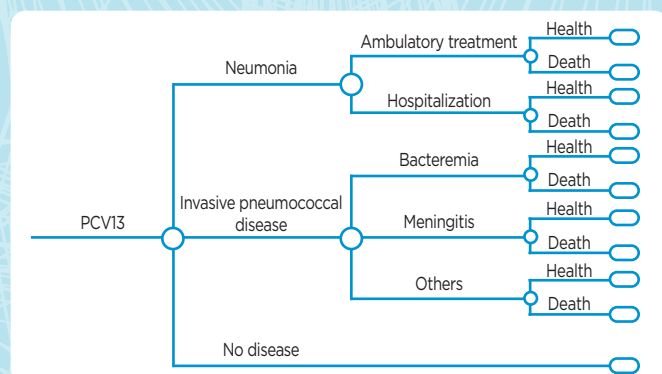 Health
Ambulatory treatment
Death
Neumonia
Health
Hospitalization
Death
Health
Bacteremia
Death
Invasive pneumococcal
disease
PCV13
Health
Meningitis
Death
Health
Others
Death
No disease